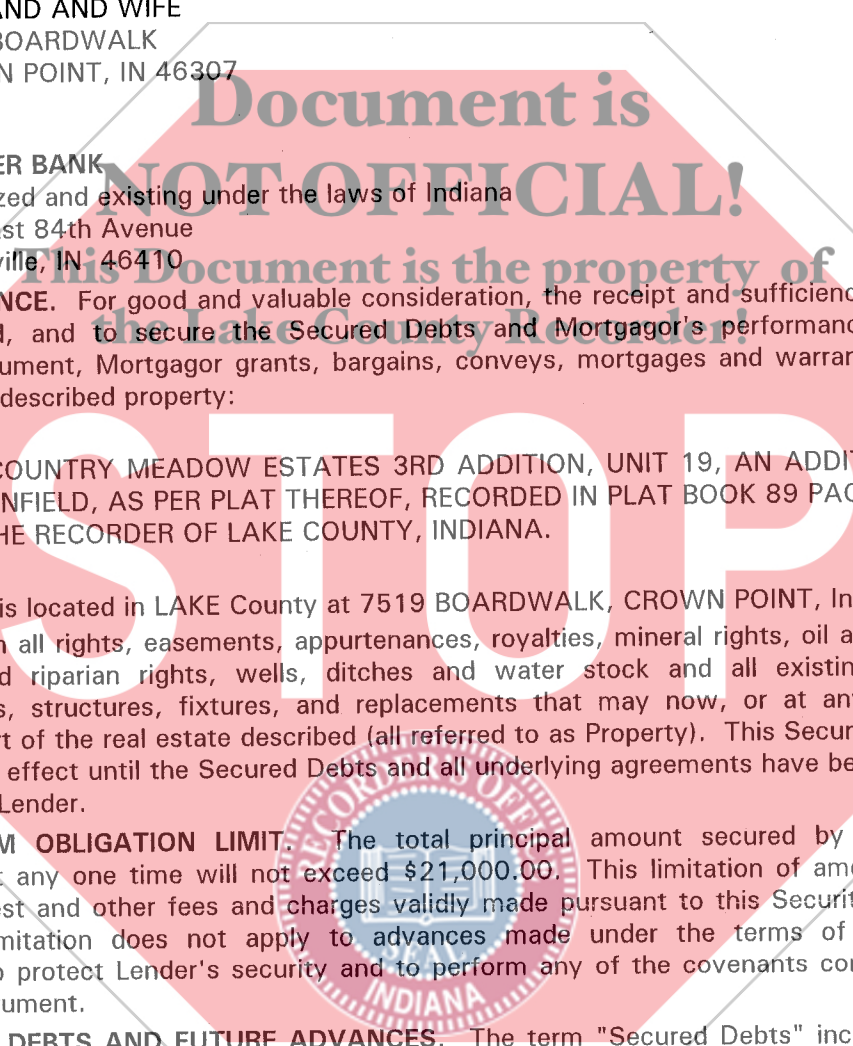 AND AND WIFE
BOARDWALK
N POINT, IN 46307
Document is
NOT OFFICIAL!
ER BANK
zed and existing under the laws of Indiana
st 84th Avenue
ville, IN 46410
This Document is the property of
the Lake County Recorder!
NCE. For good and valuable consideration, the receipt and sufficienc
d, and to secure the Secured Debts and Mortgagor's performanc
ument, Mortgagor grants, bargains, conveys, mortgages and warran
described property:
STOP
COUNTRY MEADOW ESTATES 3RD ADDITION, UNIT 19, AN ADDIT
NFIELD, AS PER PLAT THEREOF, RECORDED IN PLAT BOOK 89 PAG
HE RECORDER OF LAKE COUNTY, INDIANA.
is located in LAKE County at 7519 BOARDWALK, CROWN POINT, In
h all rights, easements, appurtenances, royalties, mineral rights, oil a
d riparian rights, wells, ditches and water stock and all existin
s, structures, fixtures, and replacements that may now, or at an
rt of the real estate described (all referred to as Property). This Secur
effect until the Secured Debts and all underlying agreements have be
Lender.
M OBLIGATION LIMIT. The total principal amount secured by
t any one time will not exceed $21,000.00. This limitation of am
est and other fees and charges validly made pursuant to this Securit
mitation does not apply to advances made under the terms of
o protect Lender's security and to perform any of the covenants co
ument.
RECORDER'S OFFI
SEAL
INDIANA
DEBTS AND FUTURE ADVANCES. The term "Secured Debts" inc